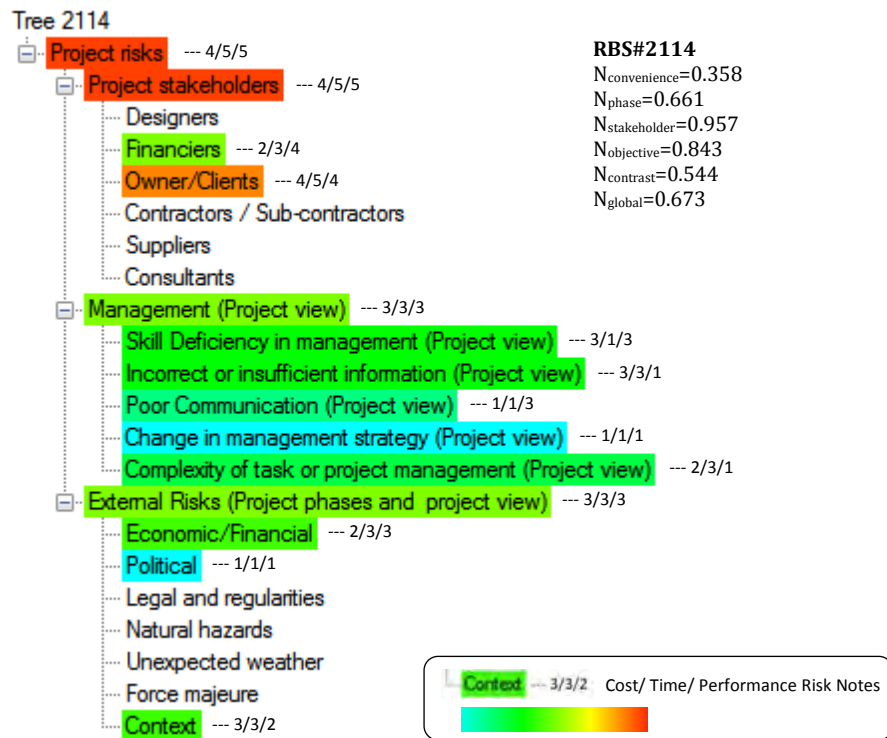 Tree 2114
Project risks --- 4/5/5
Project stakeholders --- 4/5/5
Designers
Financiers --- 2/3/4
Owner/Clients --- 4/5/4
Contractors / Sub-contractors
Suppliers
Consultants
Management (Project view) --- 3/3/3
Skill Deficiency in management (Project view) --- 3/1/3
Incorrect or insufficient information (Project view) --- 3/3/1
Poor Communication (Project view) --- 1/1/3
Change in management strategy (Project view) --- 1/1/1
Complexity of task or project management (Project view) --- 2/3/1
External Risks (Project phases and project view) --- 3/3/3
Economic/Financial --- 2/3/3
Political --- 1/1/1
Legal and regularities
Natural hazards
Unexpected weather
Force majeure
Context --- 3/3/2
RBS#2114
Nconvenience=0.358
Nphase=0.661
Nstakeholder=0.957
Nobjective=0.843
Ncontrast=0.544
Nglobal=0.673
Context --- 3/3/2 Cost/ Time/ Performance Risk Notes